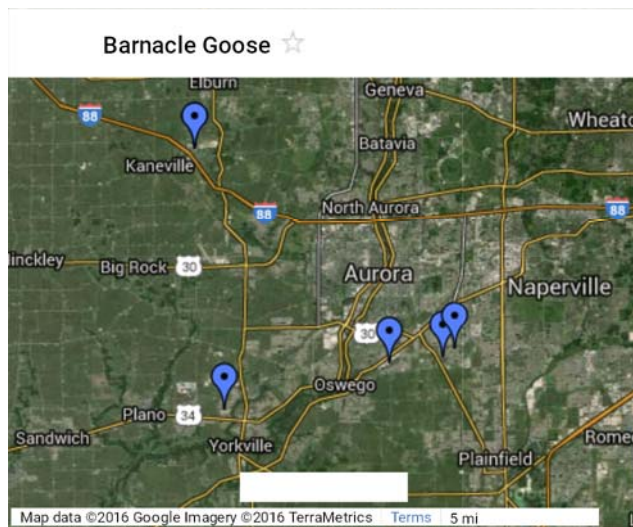 Barnacle Goose
Elburn
Geneva
88
Wheato
Batavia
Kaneville
88
North Aurora
88
inckley
Big Rock
30
Aurora
Naperville
30
Oswego
Plano
34
Sandwich
Yorkville
Romeo
Plainfield
Map data ©2016 Google Imagery ©2016 TerraMetrics Terms 5 mi